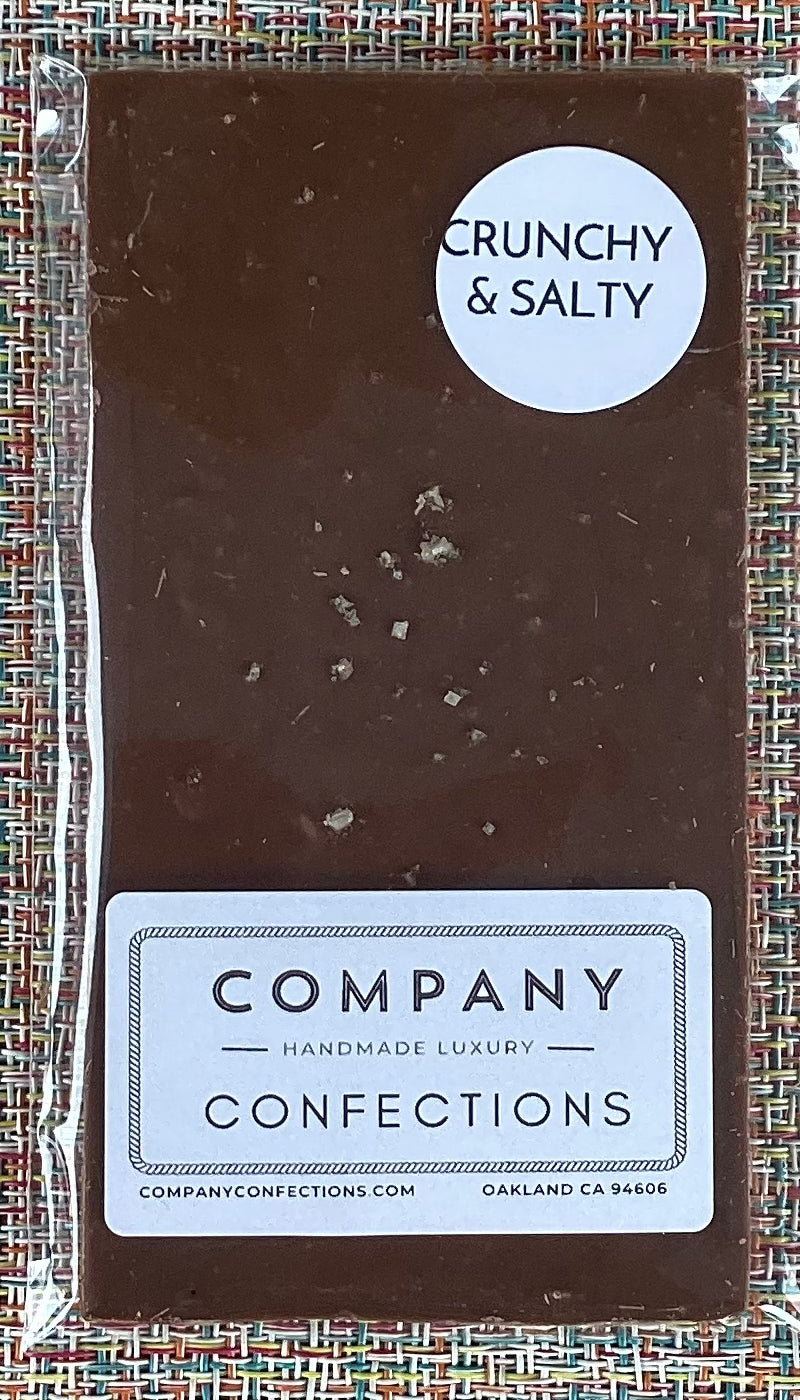 CRUNCHY
& SALTY
COMPANY
HANDMADE LUXURY
CONFECTIONS
COMPANYCONFECTIONS.COM OAKLAND CA 94606